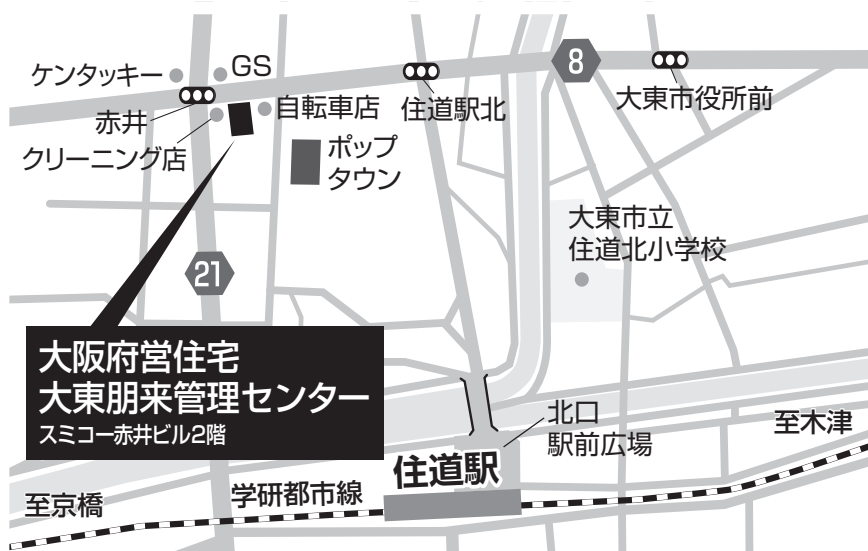 ケンタッキー
GS
8
赤井
自転車店
住道駅北
大東市役所前
クリーニング店
ポップ
タウン
大東市立
住道北小学校
21
大阪府営住宅
大東朋来管理センター
スミコー赤井ビル2階
北口
駅前広場
至木津
住道駅
学研都市線
至京橋